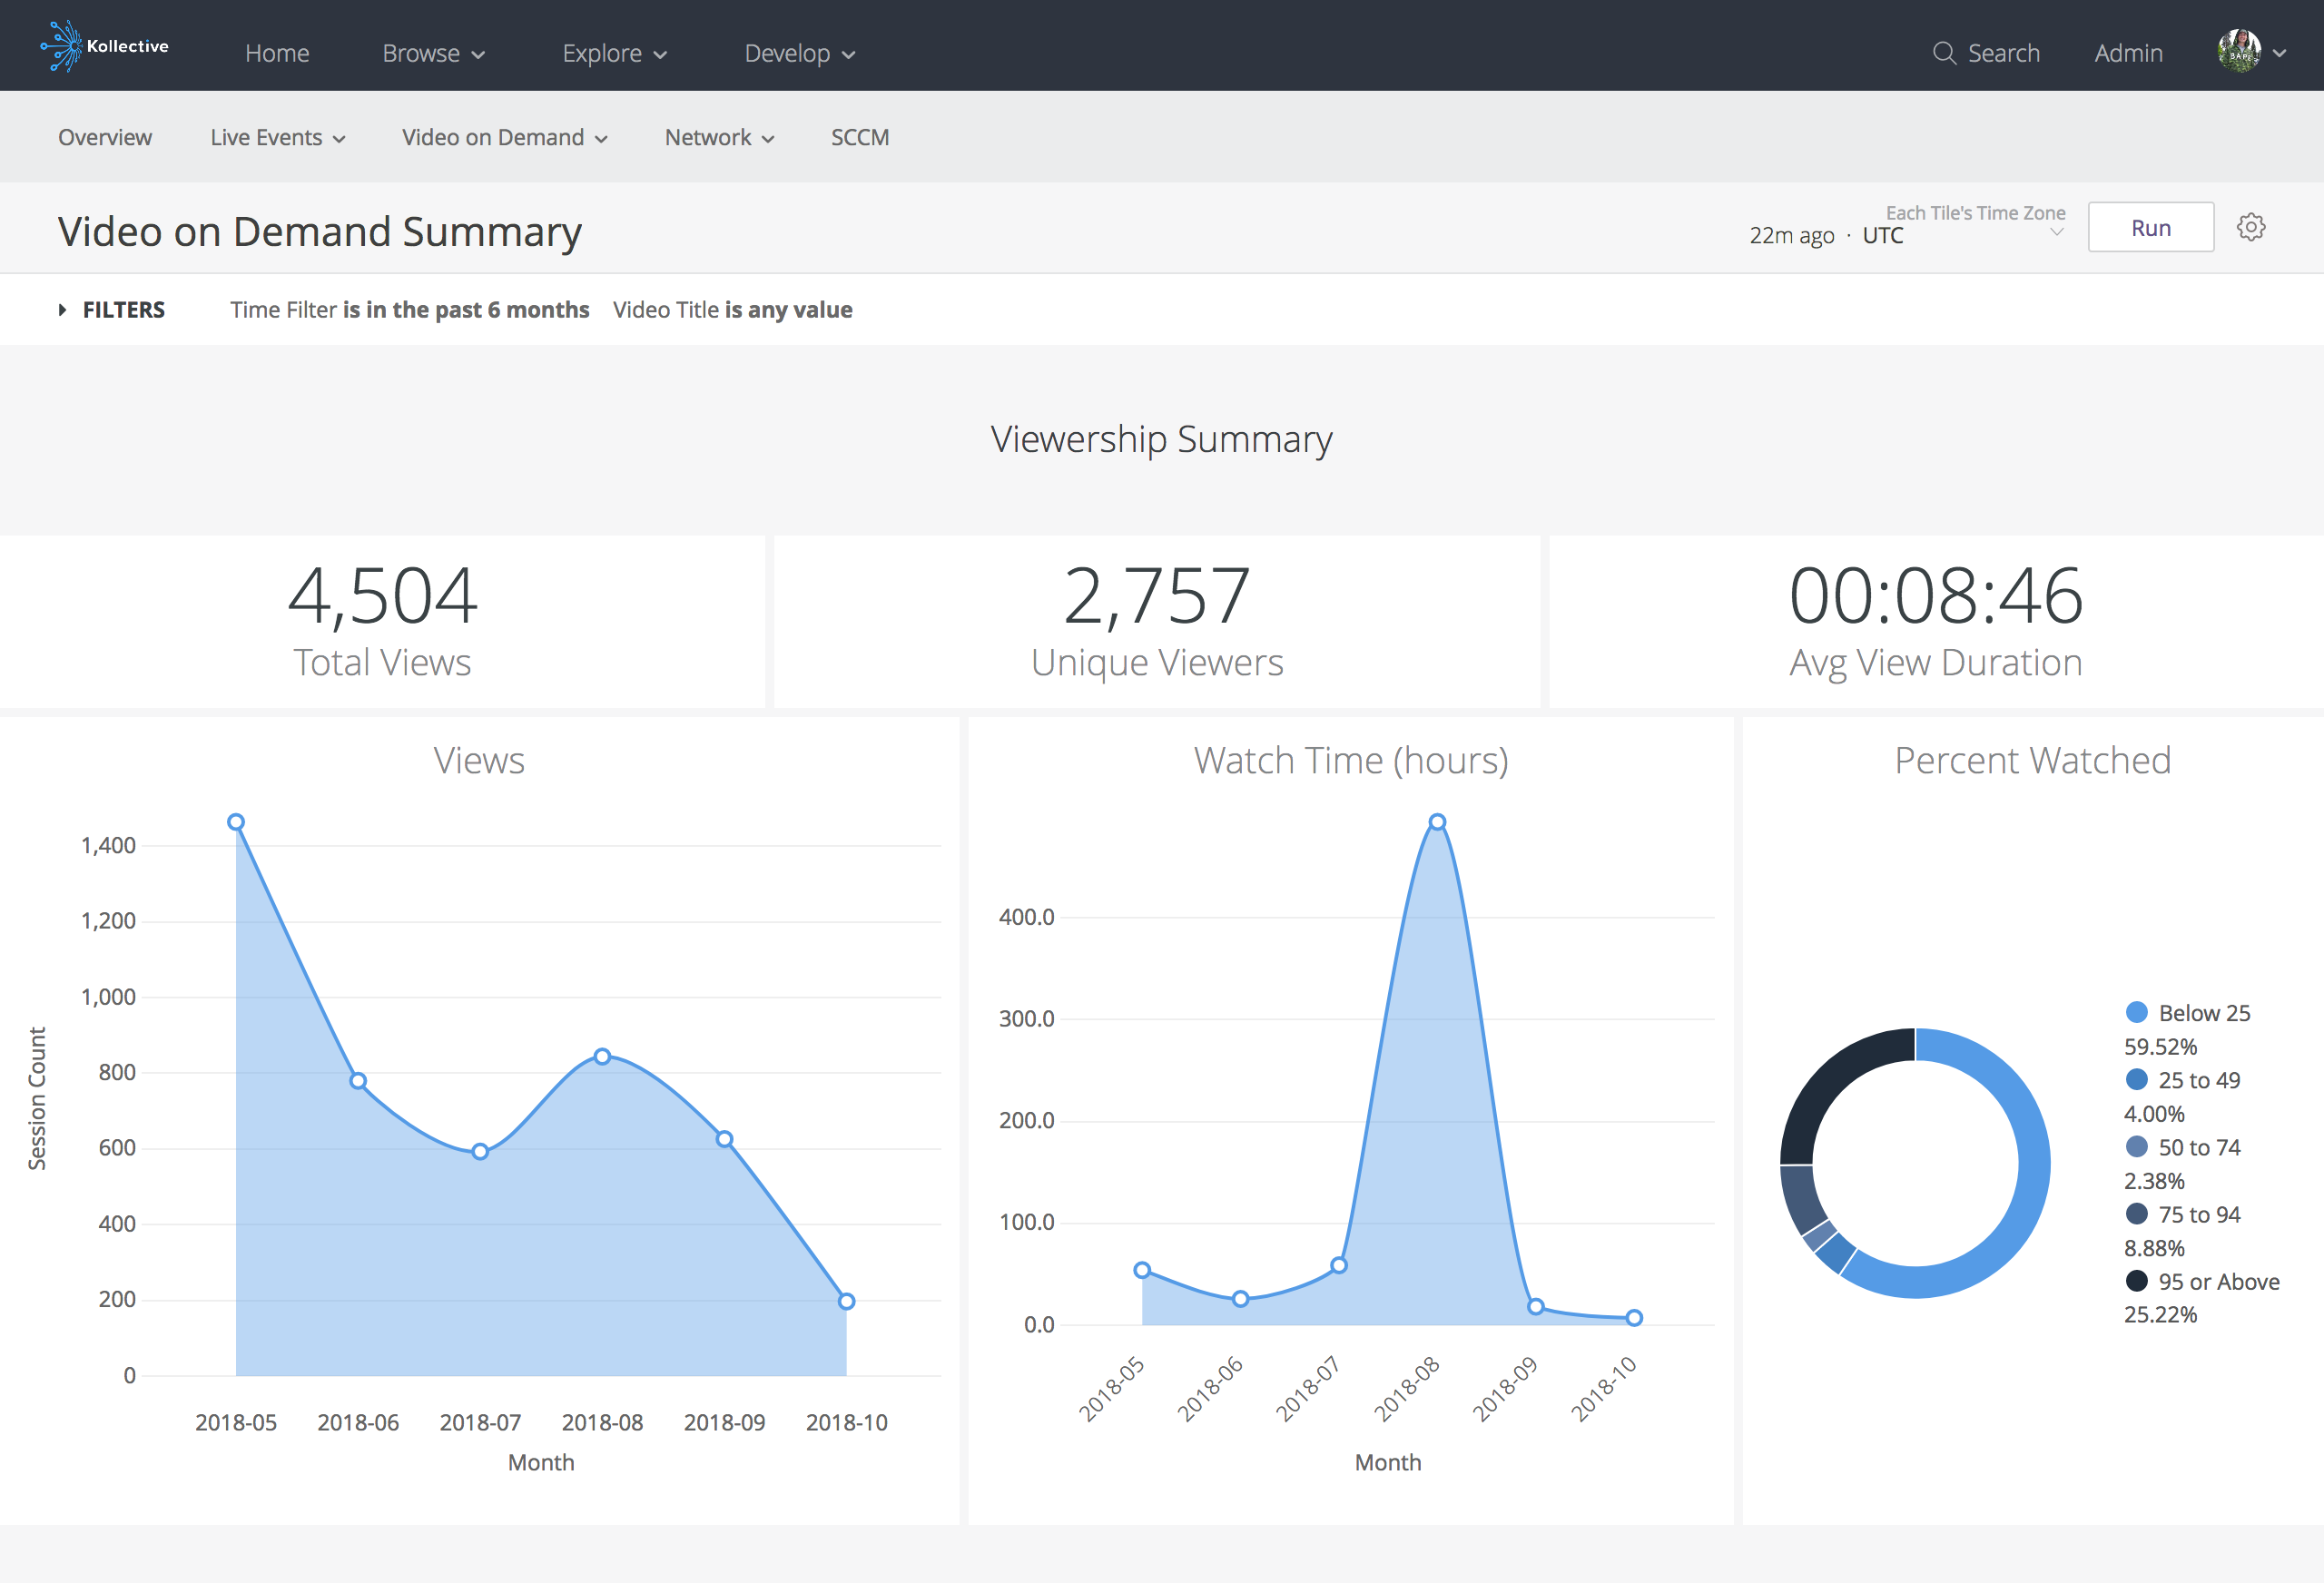 Kollective
Home Browse Explore Develop Search Admin
Overview Live Events Video on Demand Network SCCM
Video on Demand Summary
Each Tile's Time Zone
22m ago · UTC
Run
FILTERS Time Filter is in the past 6 months Video Title is any value
Viewership Summary
4,504
Total Views
2,757
Unique Viewers
00:08:46
Avg View Duration
Views
Session Count
1,400
1,200
1,000
800
600
400
200
0
2018-05 2018-06 2018-07 2018-08 2018-09 2018-10
Month
Watch Time (hours)
400.0
300.0
200.0
100.0
0.0
2018-05 2018-06 2018-07 2018-08 2018-09 2018-10
Month
Percent Watched
Below 25
59.52%
25 to 49
4.00%
50 to 74
2.38%
75 to 94
8.88%
95 or Above
25.22%